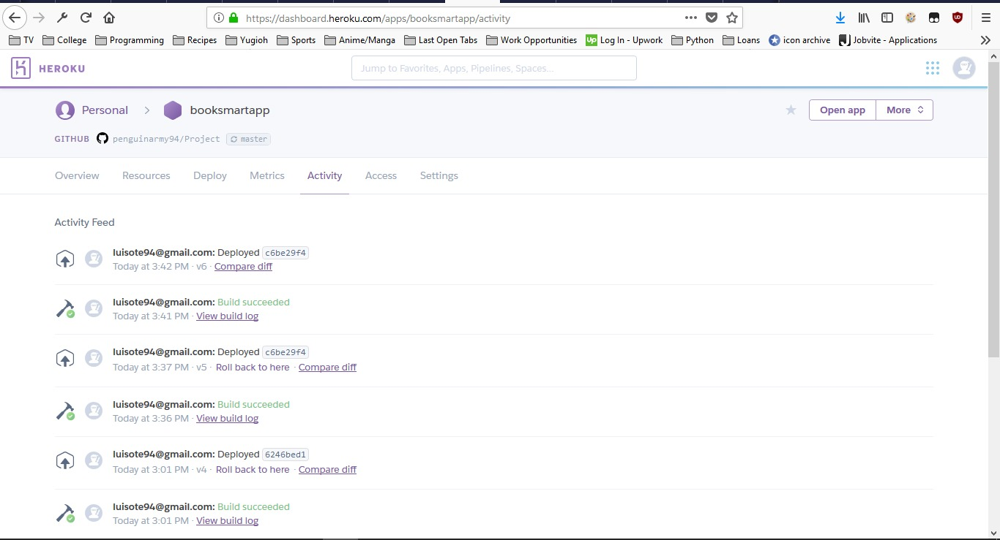 https://dashboard.heroku.com/apps/booksmartapp/activity
TV College Programming Recipes Yugioh Sports Anime/Manga Last Open Tabs Work Opportunities Up Log In - Upwork Python Loans icon archive Jobvite - Applications
HEROKU
Jump to Favorites, Apps, Pipelines, Spaces...
Personal > booksmartapp
Open app More
GITHUB penguinarmy94/Project master
Overview Resources Deploy Metrics Activity Access Settings
Activity Feed
luisote94@gmail.com: Deployed c6be29f4
Today at 3:42 PM · v6 · Compare diff
luisote94@gmail.com: Build succeeded
Today at 3:41 PM · View build log
luisote94@gmail.com: Deployed c6be29f4
Today at 3:37 PM · v5 · Roll back to here · Compare diff
luisote94@gmail.com: Build succeeded
Today at 3:36 PM · View build log
luisote94@gmail.com: Deployed 6246bed1
Today at 3:01 PM · v4 · Roll back to here · Compare diff
luisote94@gmail.com: Build succeeded
Today at 3:01 PM · View build log